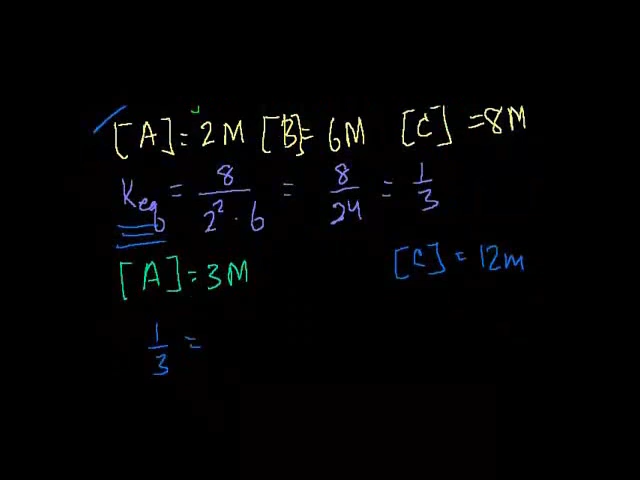 [A] = 2M [B] = 6M [C] = 8M
Keq = 8/2² · 6 = 8/24 = 1/3
[A] = 3M [C] = 12M
1/3 =